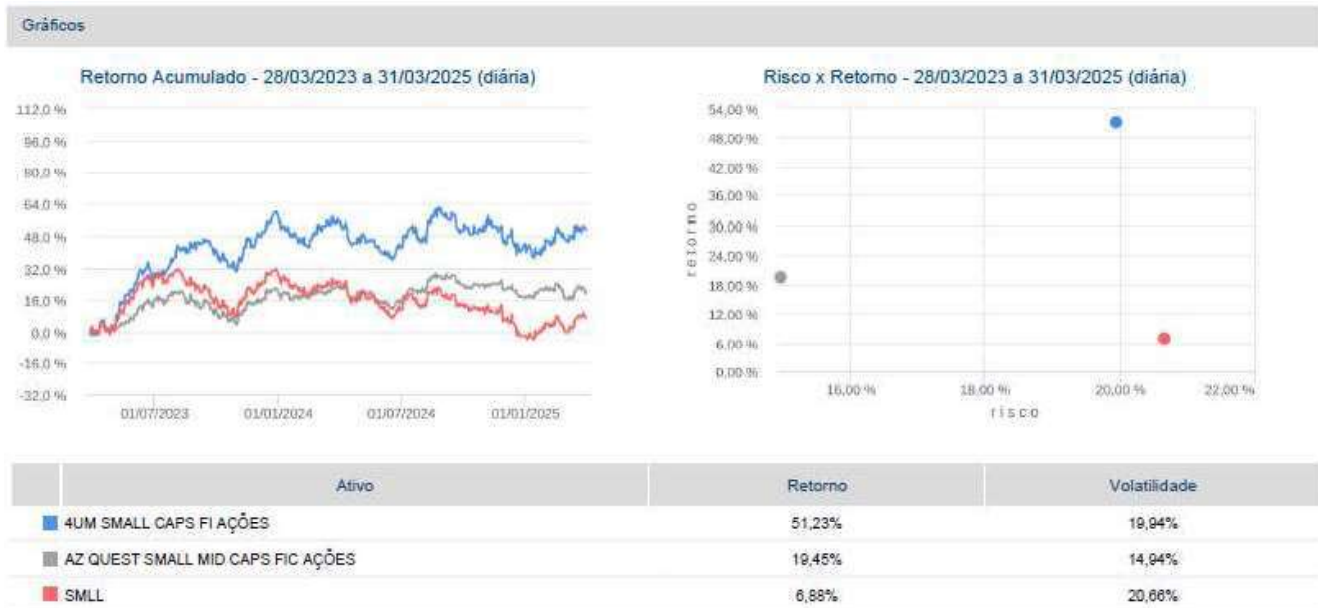 Gráficos
Retorno Acumulado - 28/03/2023 a 31/03/2025 (diária)
112,0 %
96,0 %
80,0 %
64,0 %
48,0 %
32,0 %
16,0 %
0,0 %
-16,0 %
-32,0 %
01/07/2023 01/01/2024 01/07/2024 01/01/2025
Risco x Retorno - 28/03/2023 a 31/03/2025 (diária)
retorno
54,00 %
48,00 %
42,00 %
36,00 %
30,00 %
24,00 %
18,00 %
12,00 %
6,00 %
0,00 %
16,00 % 18,00 % 20,00 % 22,00 %
risco
Ativo Retorno Volatilidade
4UM SMALL CAPS FI AÇÕES 51,23% 19,94%
AZ QUEST SMALL MID CAPS FIC AÇÕES 19,45% 14,94%
SMLL 6,88% 20,66%